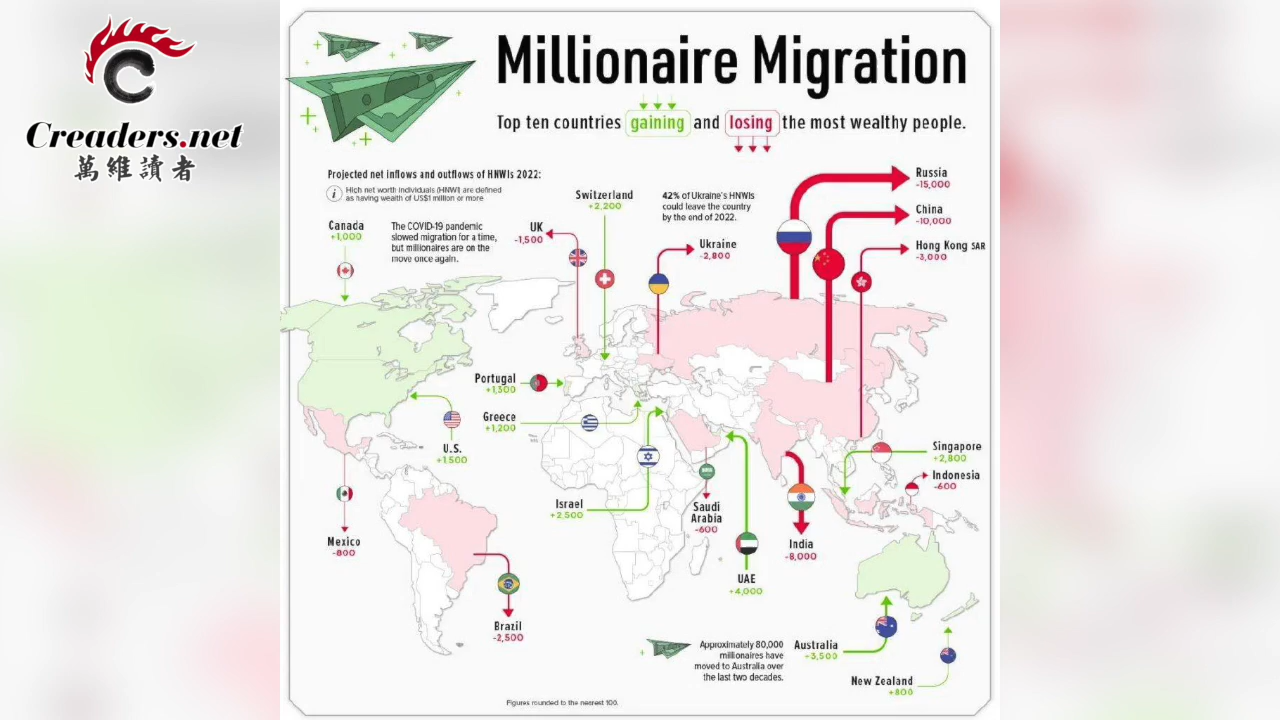 Creaders.net
萬維讀者
Millionaire Migration
Top ten countries gaining and losing the most wealthy people.
Projected net inflows and outflows of HNWIs 2022:
i
High net worth individuals (HNWI) are defined
as having wealth of US$1 million or more
The COVID-19 pandemic
slowed migration for a time,
but millionaires are on the
move once again.
Canada
+1,000
UK
-1,500
Switzerland
+2,200
42% of Ukraine's HNWIs
could leave the country
by the end of 2022.
Ukraine
-2,800
Russia
-15,000
China
-10,000
Hong Kong SAR
-3,000
Portugal
+1,300
Greece
+1,200
U.S.
+1,500
Israel
+2,500
Saudi
Arabia
-600
UAE
+4,000
India
-8,000
Singapore
+2,800
Indonesia
-600
Mexico
-800
Brazil
-2,500
Approximately 80,000
millionaires have
moved to Australia over
the last two decades.
Australia
+3,500
New Zealand
+800
Figures rounded to the nearest 100.